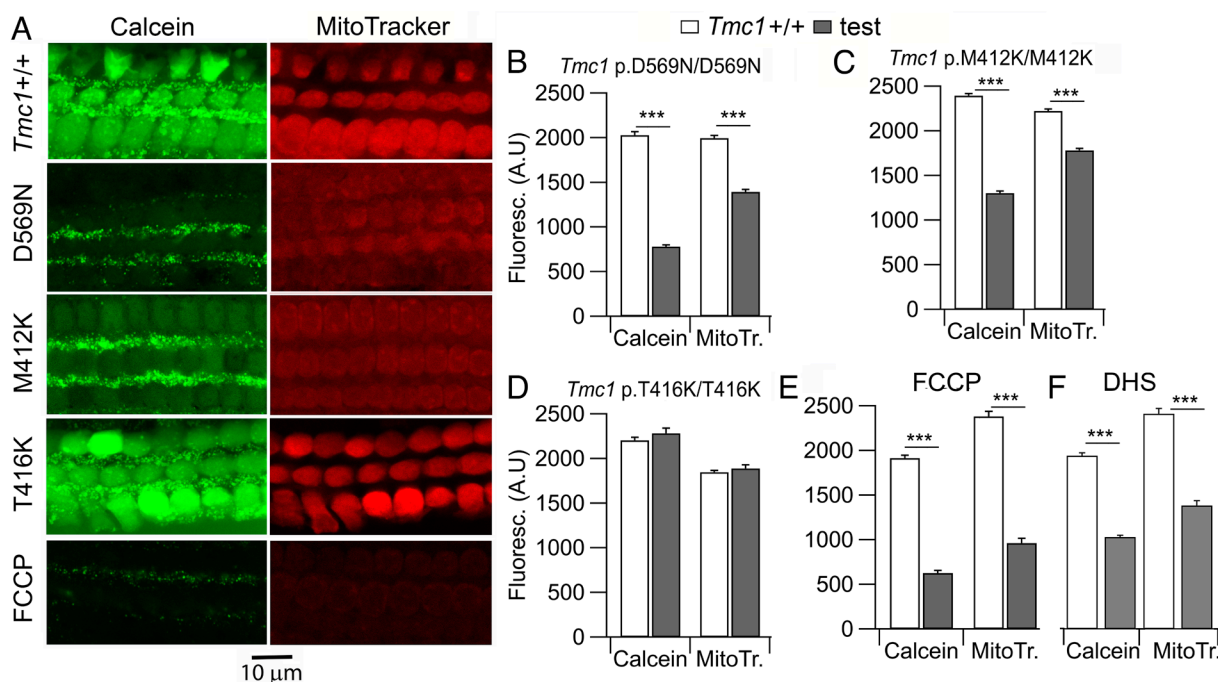 A
Calcein
MitoTracker
Tmc1+/+
D569N
M412K
T416K
FCCP
10 μm
Tmc1+/+ test
B
Tmc1 p.D569N/D569N
Fluoresc. (A.U)
2500
2000
1500
1000
500
0
***
***
Calcein
MitoTr.
C
Tmc1 p.M412K/M412K
2500
2000
2500
1000
2500
0
***
***
Calcein
MitoTr.
D
Tmc1 p.T416K/T416K
Fluoresc. (A.U)
2500
2000
1500
1000
500
0
Calcein
MitoTr.
E
FCCP
2500
2000
1500
1000
500
0
***
***
Calcein
MitoTr.
F
DHS
***
***
Calcein
MitoTr.